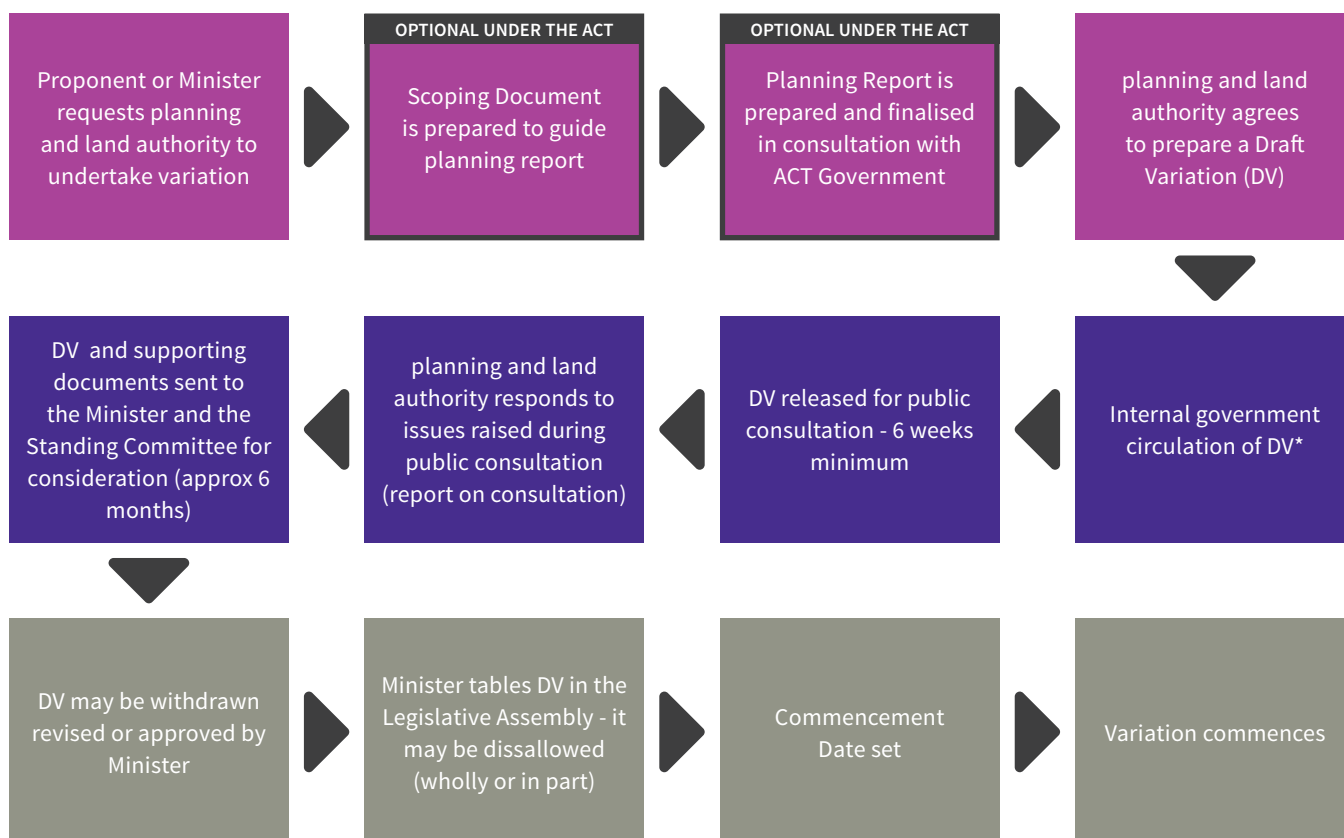 Proponent or Minister
requests planning
and land authority to
undertake variation
OPTIONAL UNDER THE ACT
Scoping Document
is prepared to guide
planning report
OPTIONAL UNDER THE ACT
Planning Report is
prepared and finalised
in consultation with
ACT Government
planning and land
authority agrees
to prepare a Draft
Variation (DV)
Internal government
circulation of DV*
DV released for public
consultation - 6 weeks
minimum
planning and land
authority responds to
issues raised during
public consultation
(report on consultation)
DV and supporting
documents sent to
the Minister and the
Standing Committee for
consideration (approx 6
months)
DV may be withdrawn
revised or approved by
Minister
Minister tables DV in the
Legislative Assembly - it
may be dissallowed
(wholly or in part)
Commencement
Date set
Variation commences